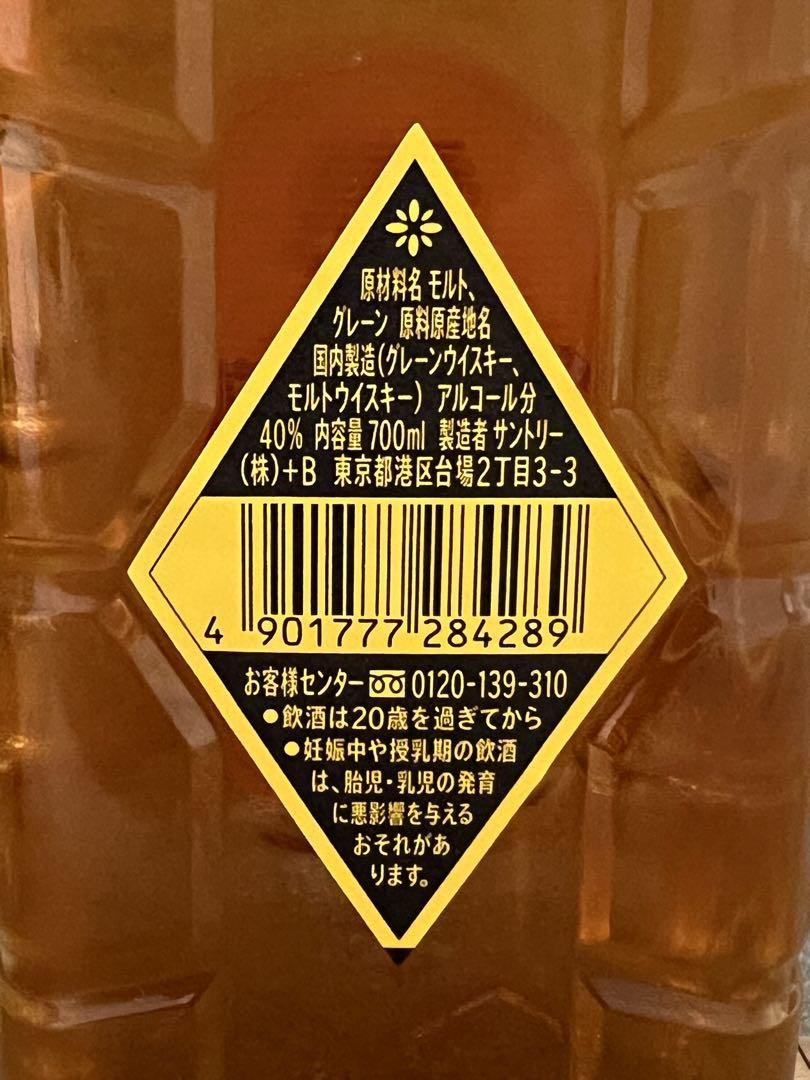 原材料名 モルト、
グレーン 原料原産地名
国内製造(グレーンウイスキー、
モルトウイスキー) アルコール分
40% 内容量 700ml 製造者 サントリー
(株)+B 東京都港区台場2丁目3-3
4 901777 284289
お客様センター 0120-139-310
●飲酒は20歳を過ぎてから
●妊娠中や授乳期の飲酒
は、胎児・乳児の発育
に悪影響を与える
おそれがあ
ります。